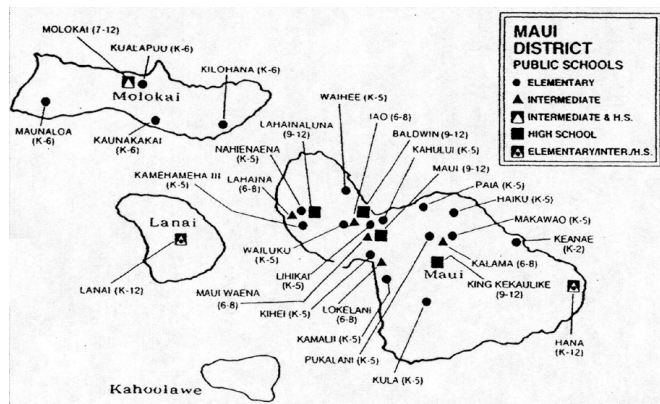 MAUI
DISTRICT
PUBLIC SCHOOLS
ELEMENTARY
INTERMEDIATE
INTERMEDIATE & H.S.
HIGH SCHOOL
ELEMENTARY/INTER./H.S.
MOLOKAI (7-12)
KUALAPUU (K-6)
KILOHANA (K-6)
Molokai
MAUNALOA
(K-6)
KAUNAKAKAI
(K-6)
WAIHEE (K-5)
IAO (6-8)
LAHAINALUNA
(9-12)
BALDWIN (9-12)
NAHIENAENA
(K-5)
KAHULUI (K-5)
KAMEHAMEHA III
(K-5)
MAUI (9-12)
LAHAINA
(6-8)
PAIA (K-5)
HAIKU (K-5)
MAKAWAO (K-5)
KEANAE
(K-2)
Lanai
LANAI (K-12)
WAILUKU
(K-5)
LIHIKAI
(K-5)
MAUI WAENA
(6-8)
KIHEI (K-5)
LOKELANI
(6-8)
KAMALII (K-5)
PUKALANI (K-5)
KULA (K-5)
Maui
KALAMA (6-8)
KING KEKAULIKE
(9-12)
HANA
(K-12)
Kahoolawe